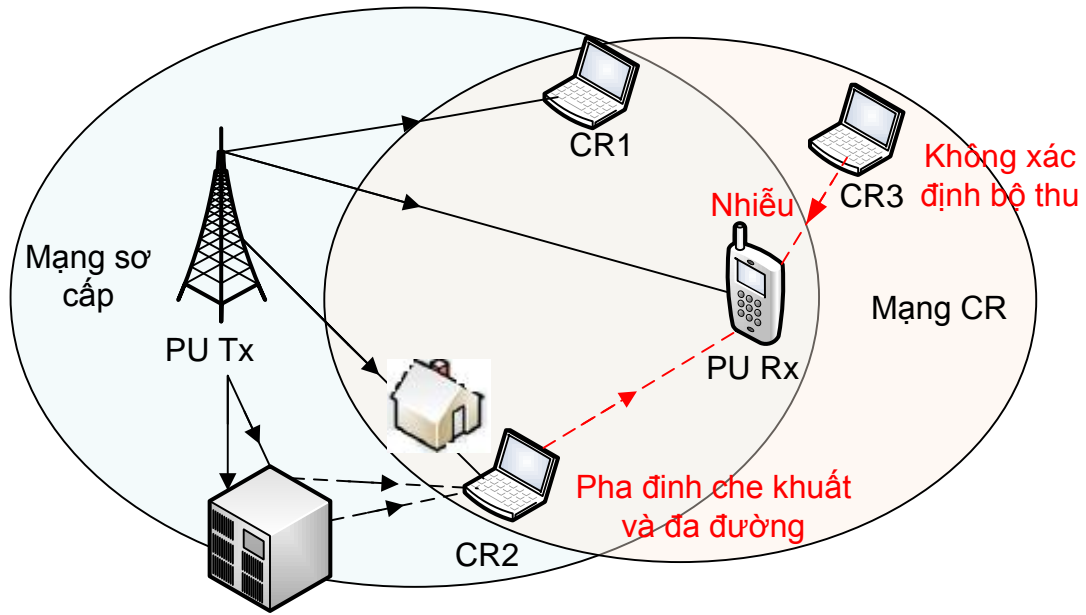 CR1
CR3
Không xác
định bộ thu
Nhiễu
Mạng sơ
cấp
Mạng CR
PU Tx
PU Rx
Pha đinh che khuất
và đa đường
CR2